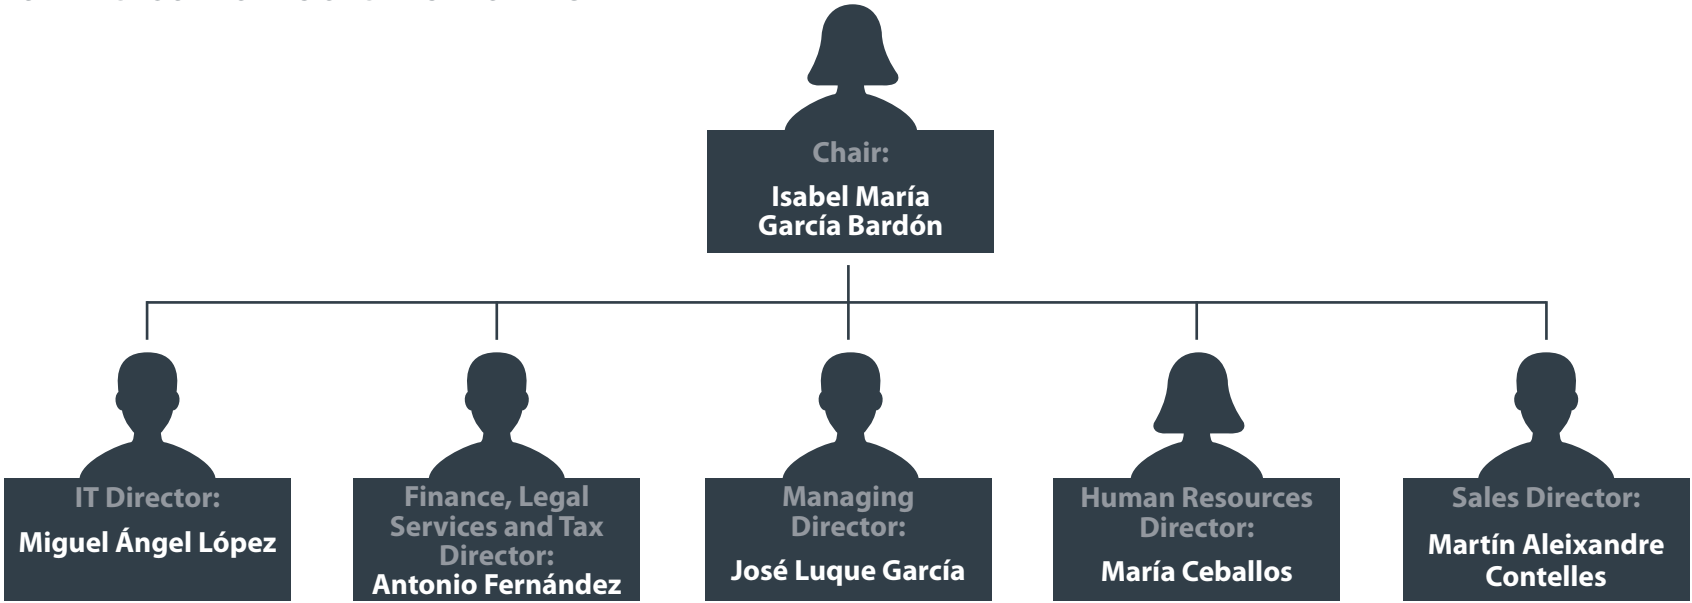 Chair:
Isabel María
García Bardón
IT Director:
Miguel Ángel López
Finance, Legal
Services and Tax
Director:
Antonio Fernández
Managing
Director:
José Luque García
Human Resources
Director:
María Ceballos
Sales Director:
Martín Aleixandre
Contelles